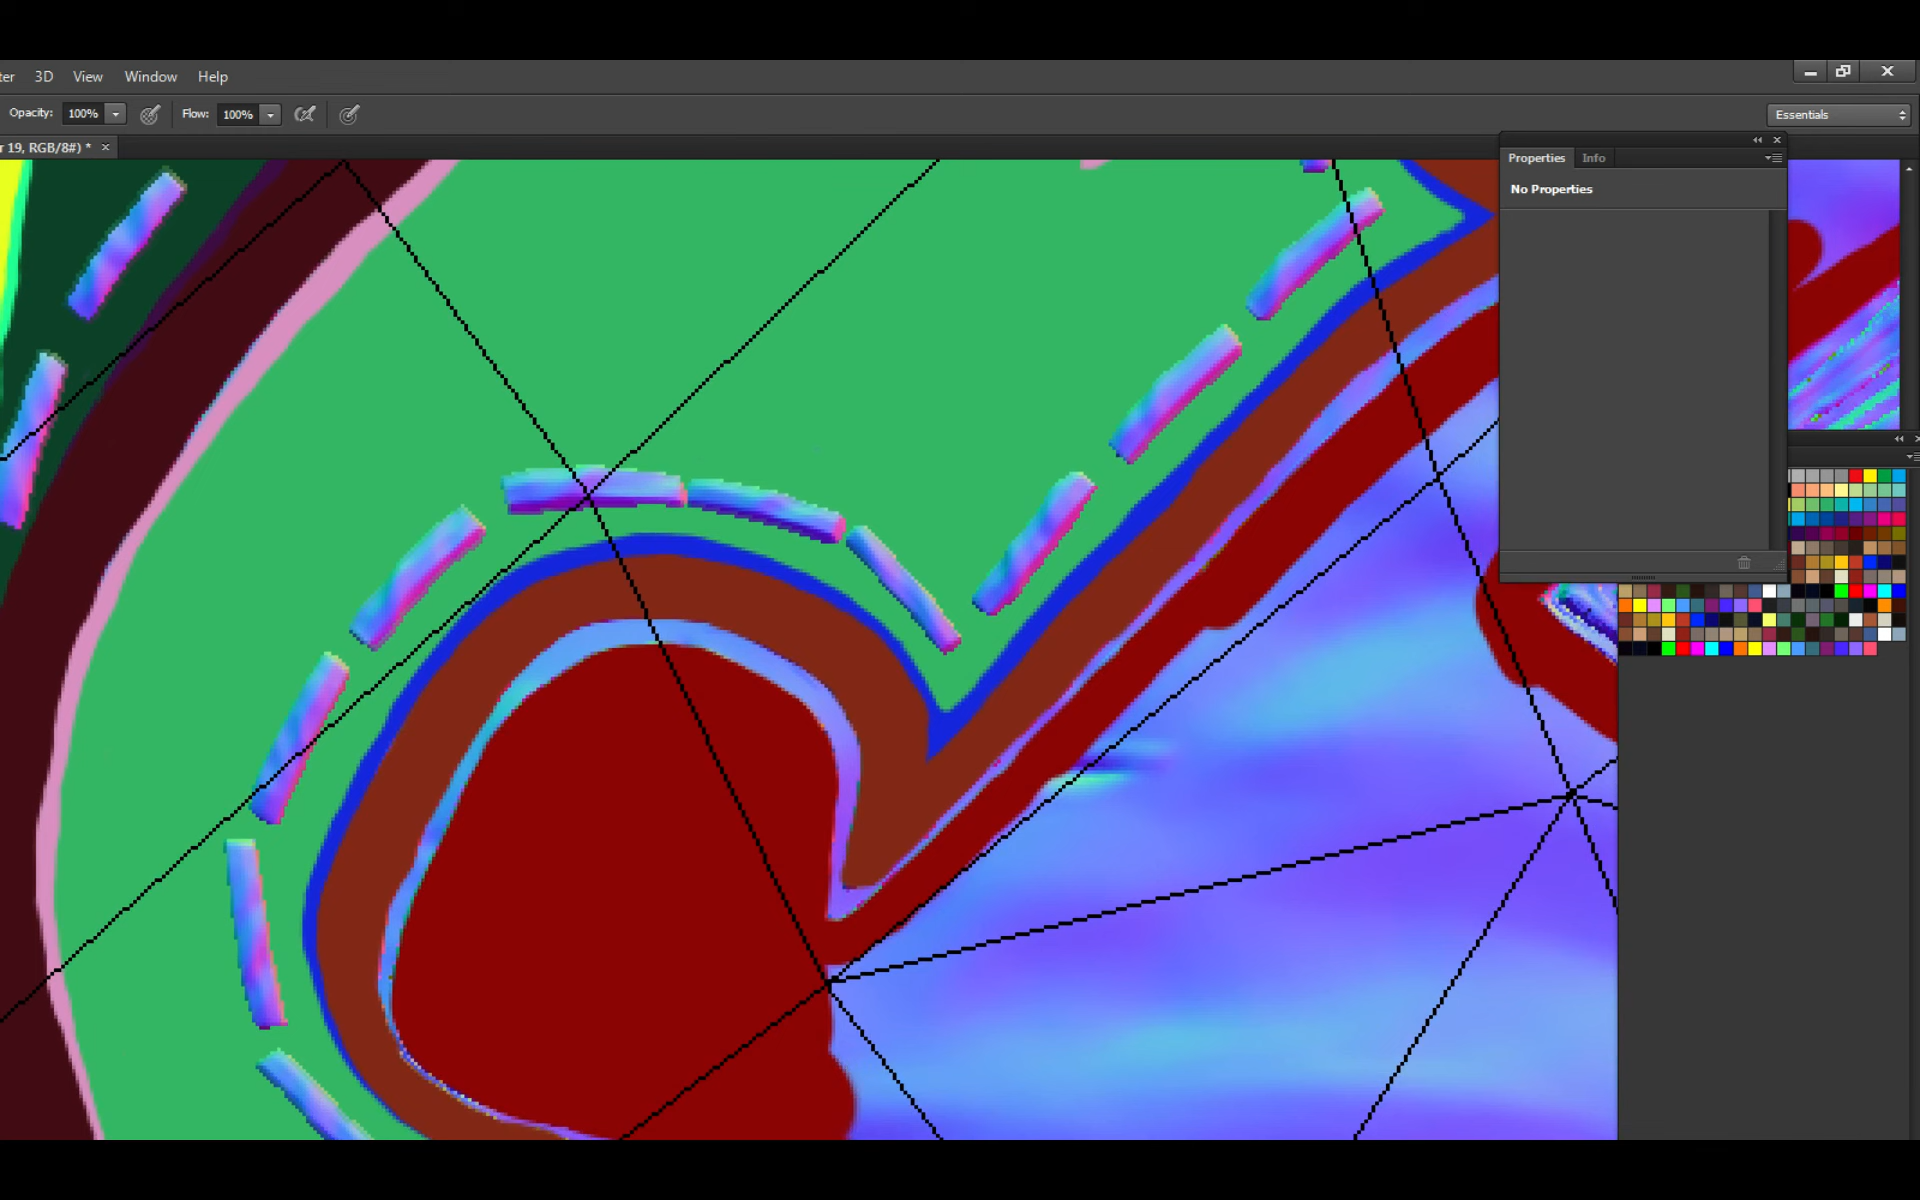 ter 3D View Window Help
Opacity: 100% Flow: 100% Essentials
r 19, RGB/8#) *
Properties Info
No Properties